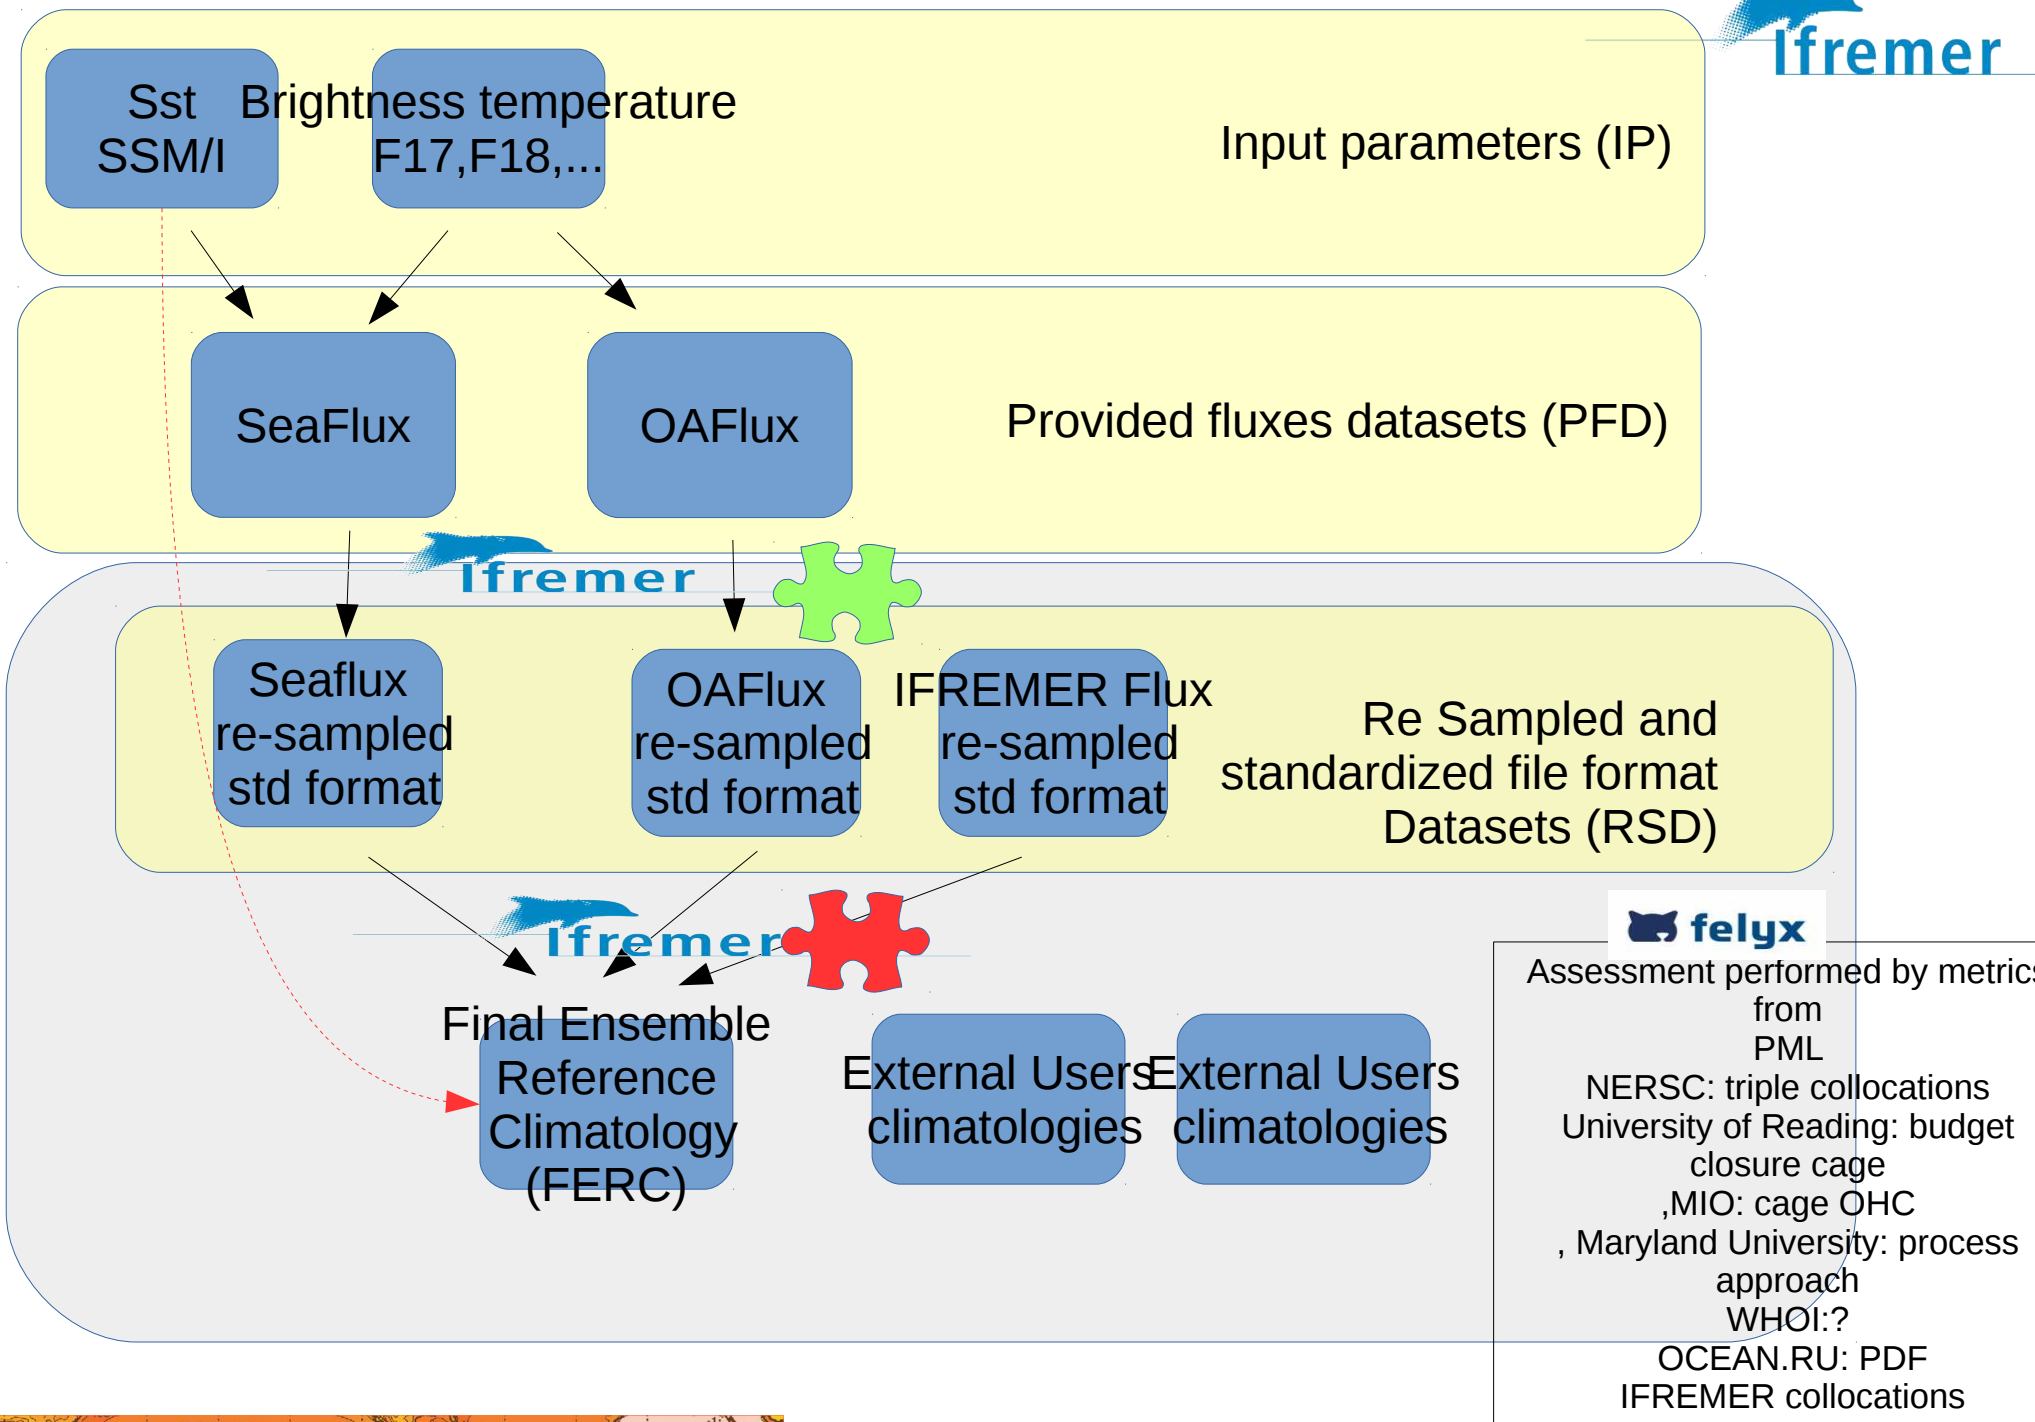 Ifremer
Sst
SSM/I
Brightness temperature
F17,F18,...
Input parameters (IP)
SeaFlux
OAFlux
Provided fluxes datasets (PFD)
Ifremer
Seaflux
re-sampled
std format
OAFlux
re-sampled
std format
IFREMER Flux
re-sampled
std format
Re Sampled and
standardized file format
Datasets (RSD)
Ifremer
felyx
Final Ensemble
Reference
Climatology
(FERC)
External Users
climatologies
External Users
climatologies
Assessment performed by metrics
from
PML
NERSC: triple collocations
University of Reading: budget
closure cage
,MIO: cage OHC
, Maryland University: process
approach
WHOI:?
OCEAN.RU: PDF
IFREMER collocations